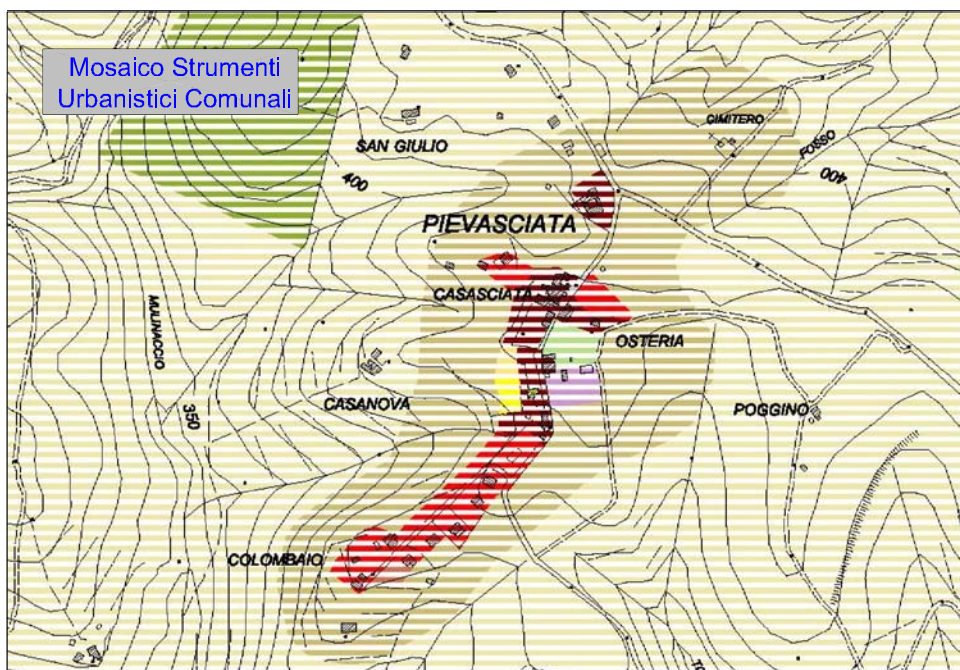 Mosaico Strumenti
Urbanistici Comunali
CIMITERO
SAN GIULIO
FOSSO
400
400
PIEVASCIATA
CASASCIATA
MULINACCIO
OSTERIA
CASANOVA
350
POGGINO
COLOMBAIO